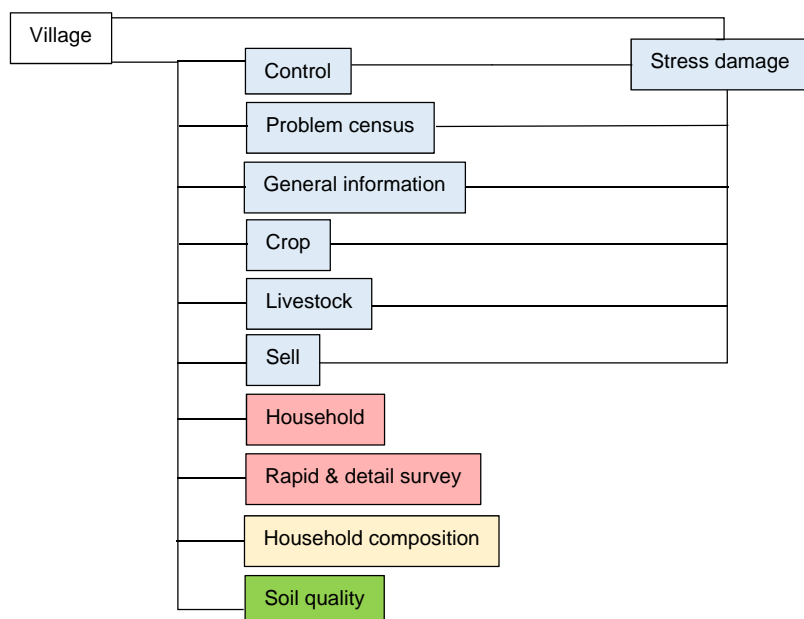 Village
Stress damage
Control
Problem census
General information
Crop
Livestock
Sell
Household
Rapid & detail survey
Household composition
Soil quality